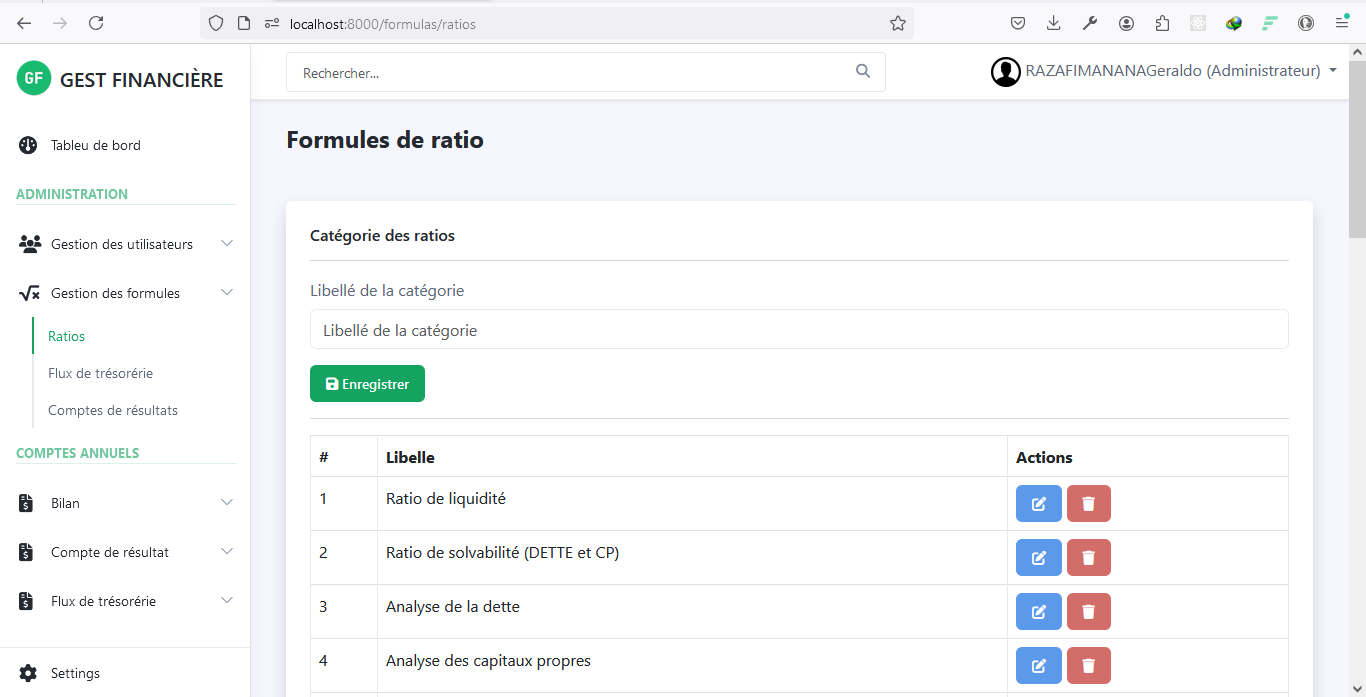 localhost:8000/formulas/ratios
GF GEST FINANCIÈRE
Rechercher...
RAZAFIMANANAGeraldo (Administrateur)
Tableu de bord
ADMINISTRATION
Gestion des utilisateurs
Gestion des formules
Ratios
Flux de trésorérie
Comptes de résultats
COMPTES ANNUELS
Bilan
Compte de résultat
Flux de trésorérie
Settings
Formules de ratio
Catégorie des ratios
Libellé de la catégorie
Libellé de la catégorie
Enregistrer
# Libelle Actions
1 Ratio de liquidité
2 Ratio de solvabilité (DETTE et CP)
3 Analyse de la dette
4 Analyse des capitaux propres